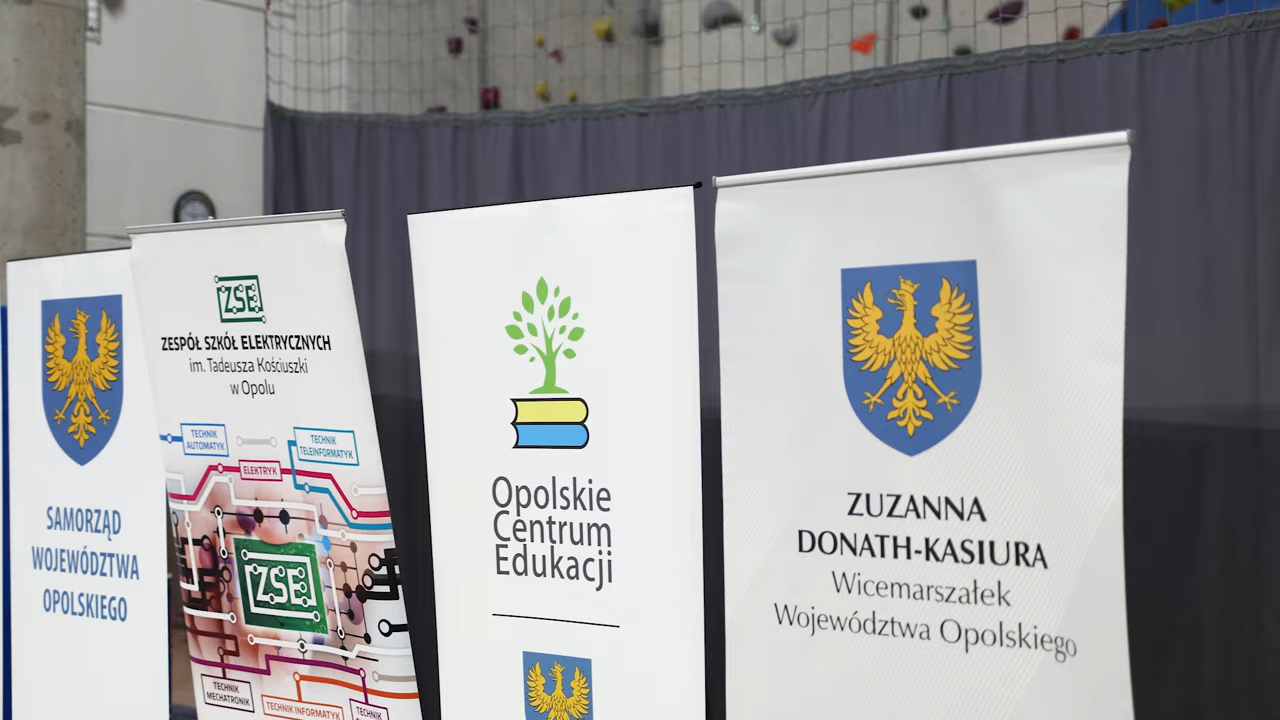 SAMORZĄD
WOJEWÓDZTWA
OPOLSKIEGO
ZSE
ZESPÓŁ SZKÓŁ ELEKTRYCZNYCH
im. Tadeusza Kościuszki
w Opolu
TECHNIK
AUTOMATYK
TECHNIK
TELEINFORMATYK
ELEKTRYK
ZSE
TECHNIK
MECHATRONIK
TECHNIK INFORMATYK
TECHNIK
Opolskie
Centrum
Edukacji
ZUZANNA
DONATH-KASIURA
Wicemarszałek
Województwa Opolskiego